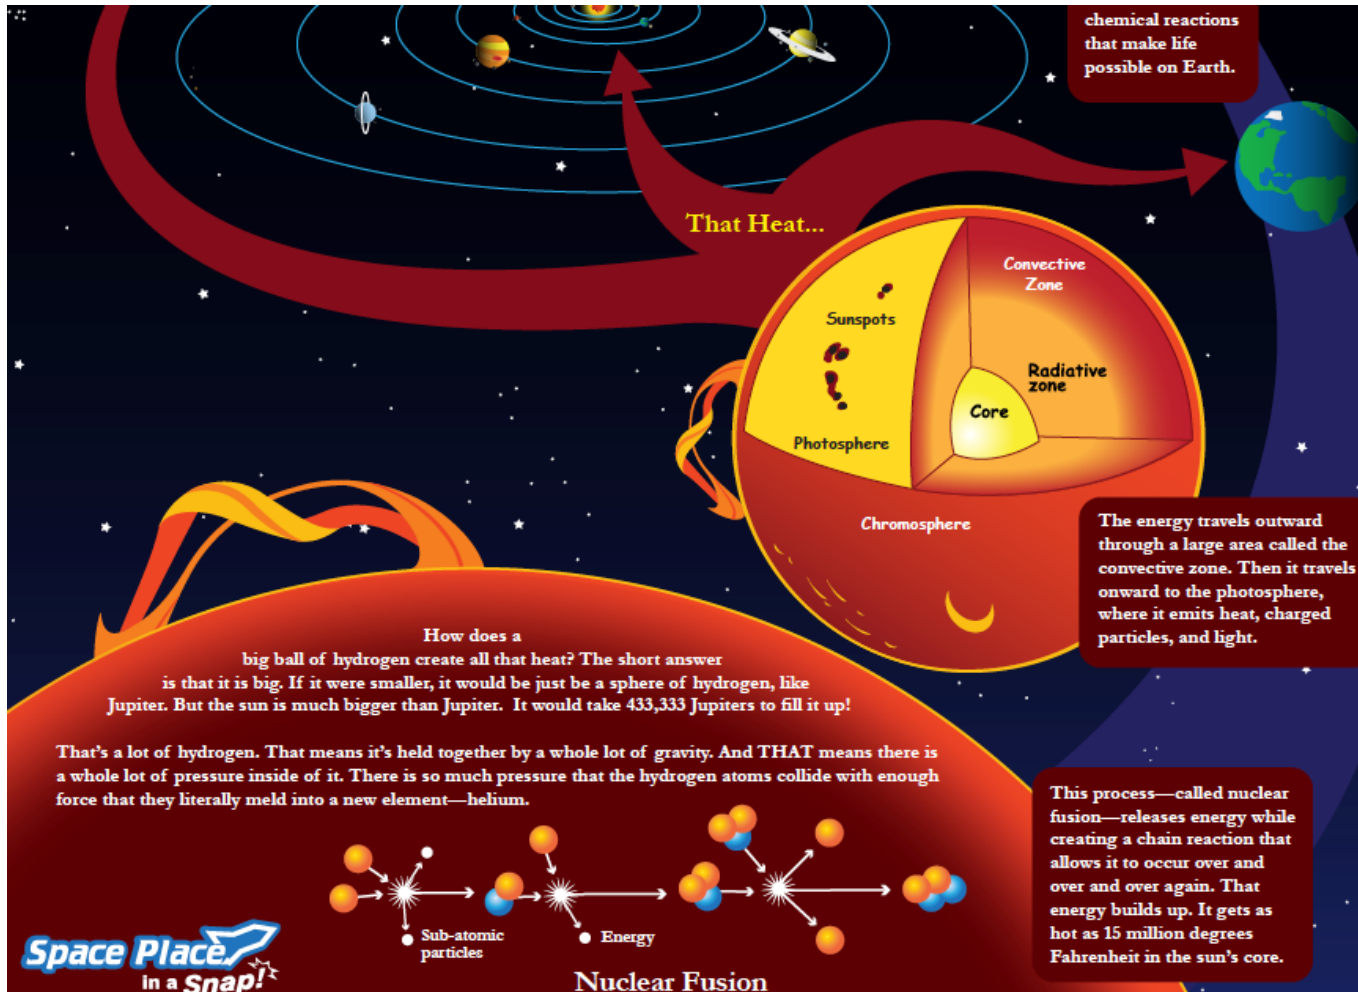 chemical reactions
that make life
possible on Earth.
That Heat...
Convective
Zone
Sunspots
Radiative
zone
Core
Photosphere
Chromosphere
The energy travels outward
through a large area called the
convective zone. Then it travels
onward to the photosphere,
where it emits heat, charged
particles, and light.
How does a
big ball of hydrogen create all that heat? The short answer
is that it is big. If it were smaller, it would be just be a sphere of hydrogen, like
Jupiter. But the sun is much bigger than Jupiter. It would take 433,333 Jupiters to fill it up!
That's a lot of hydrogen. That means it's held together by a whole lot of gravity. And THAT means there is
a whole lot of pressure inside of it. There is so much pressure that the hydrogen atoms collide with enough
force that they literally meld into a new element—helium.
This process—called nuclear
fusion—releases energy while
creating a chain reaction that
allows it to occur over and
over and over again. That
energy builds up. It gets as
hot as 15 million degrees
Fahrenheit in the sun's core.
Sub-atomic
particles
Energy
Nuclear Fusion
Space Place
in a Snap!